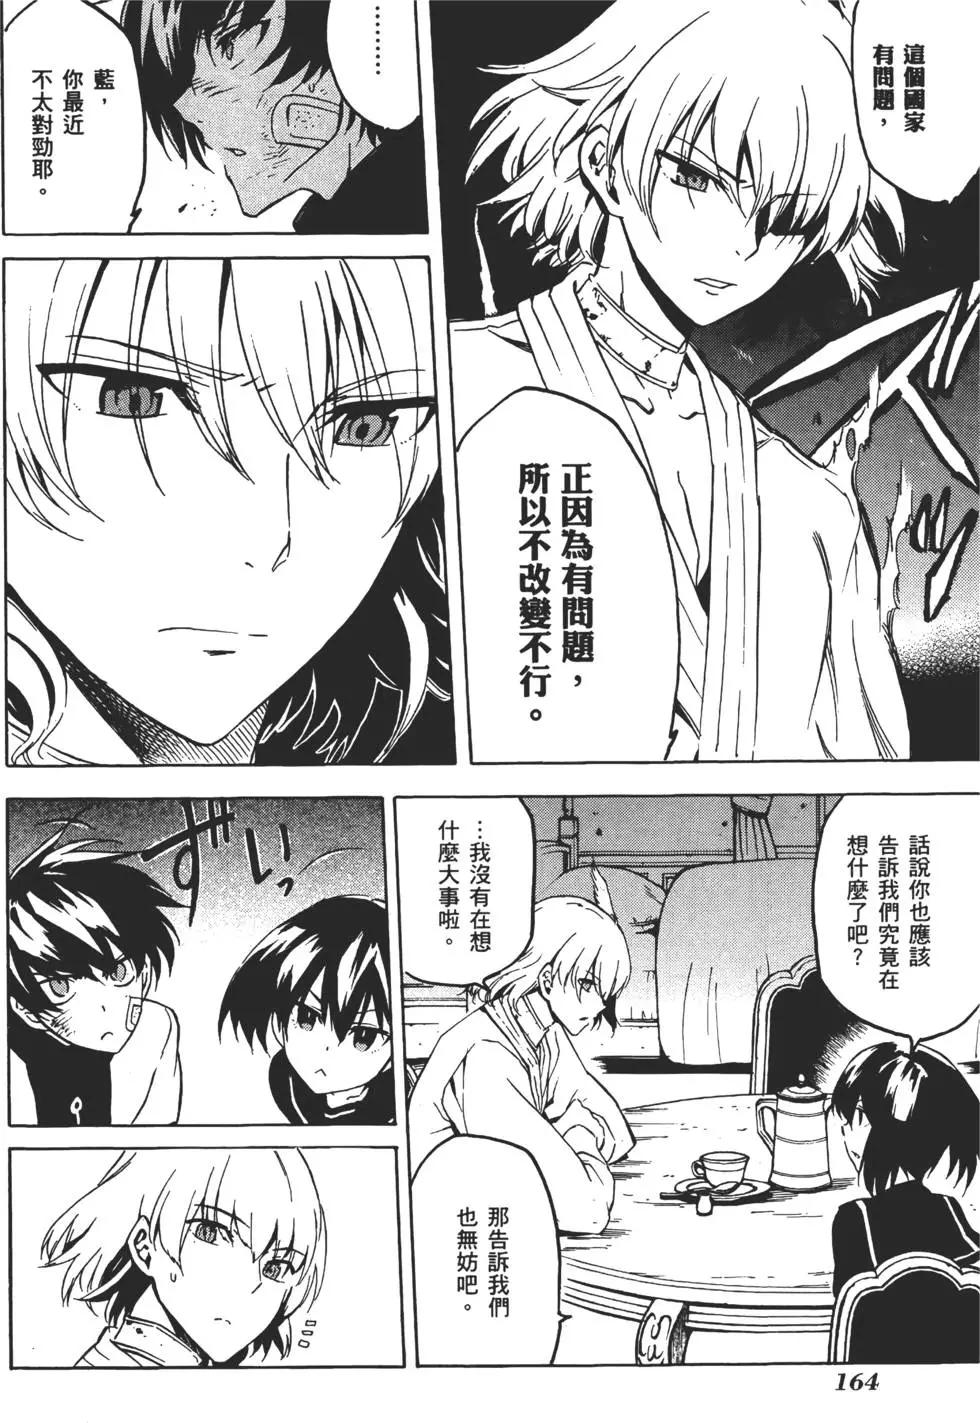 這個國家
有問題，
正因為有問題，
所以不改變不行。
………
藍，
你最近
不太對勁耶。
話說你也應該
告訴我們究竟在
想什麼了吧？
…我沒有在想
什麼大事啦。
那告訴我們
也無妨吧。
ずいっ
164